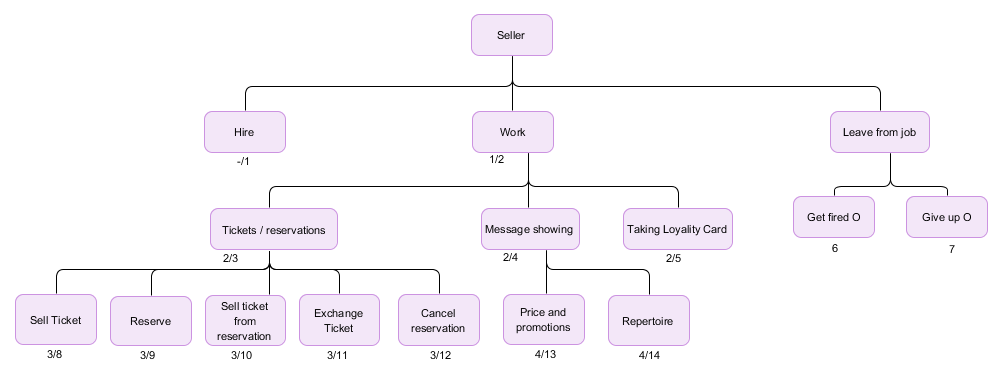 Seller
Hire
Work
Leave from job
-/1
1/2
Tickets / reservations
Message showing
Taking Loyality Card
Get fired O
Give up O
2/3
2/4
2/5
6
7
Sell Ticket
Reserve
Sell ticket
from
reservation
Exchange
Ticket
Cancel
reservation
Price and
promotions
Repertoire
3/8
3/9
3/10
3/11
3/12
4/13
4/14